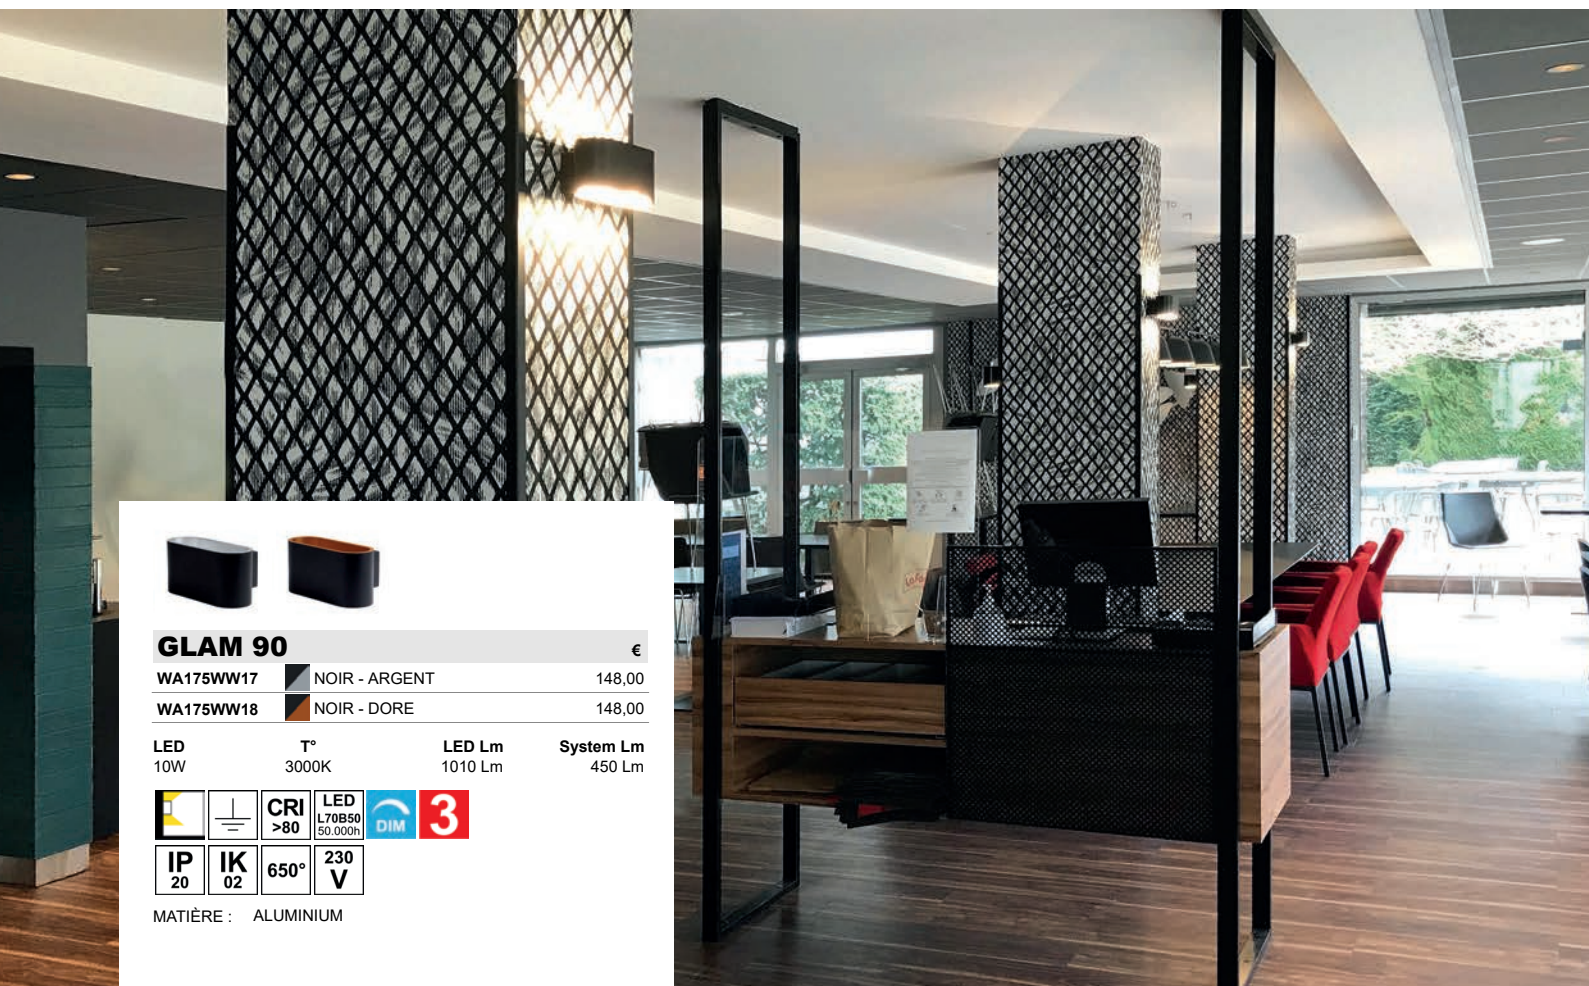 GLAM 90 €
WA175WW17 NOIR - ARGENT 148,00
WA175WW18 NOIR - DORE 148,00
LED T° LED Lm System Lm
10W 3000K 1010 Lm 450 Lm
CRI >80
LED L70B50 50.000h
DIM
3
IP 20
IK 02
650°
230 V
MATIÈRE : ALUMINIUM